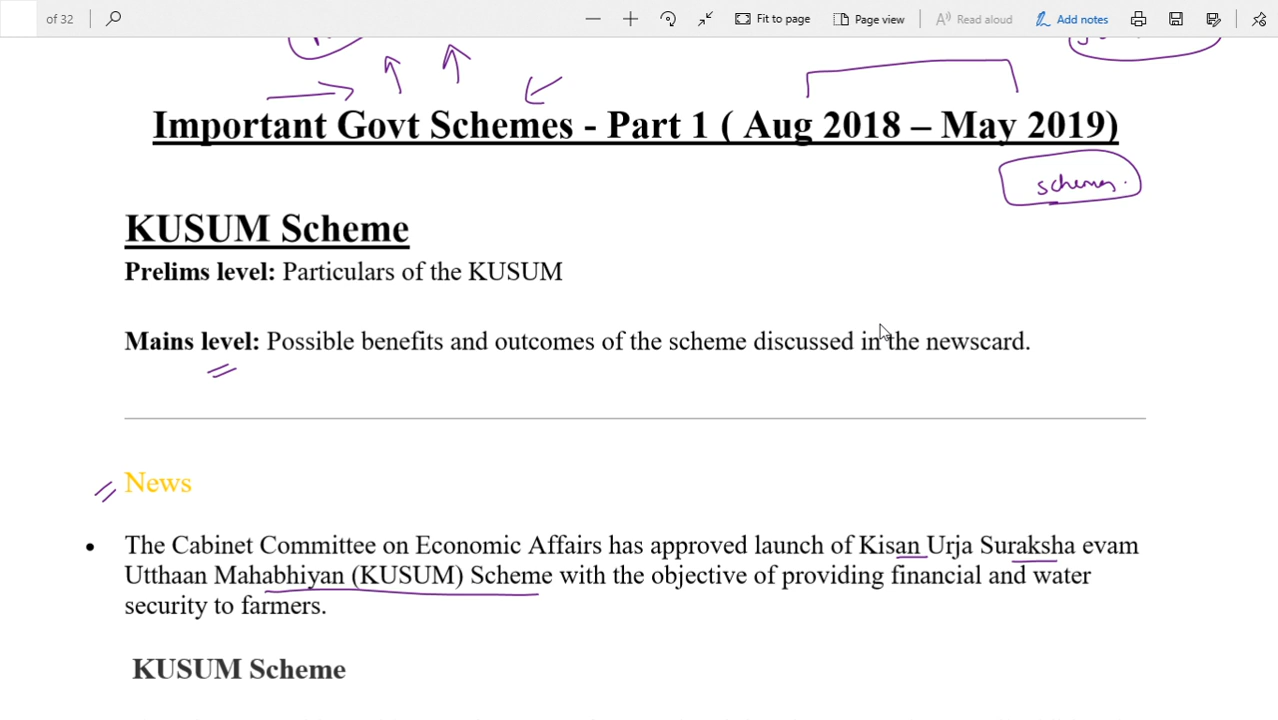 of 32
Fit to page
Page view
Read aloud
Add notes
Important Govt Schemes - Part 1 ( Aug 2018 – May 2019)
schemes.
KUSUM Scheme
Prelims level: Particulars of the KUSUM
Mains level: Possible benefits and outcomes of the scheme discussed in the newscard.
News
• The Cabinet Committee on Economic Affairs has approved launch of Kisan Urja Suraksha evam
Utthaan Mahabhiyan (KUSUM) Scheme with the objective of providing financial and water
security to farmers.
KUSUM Scheme